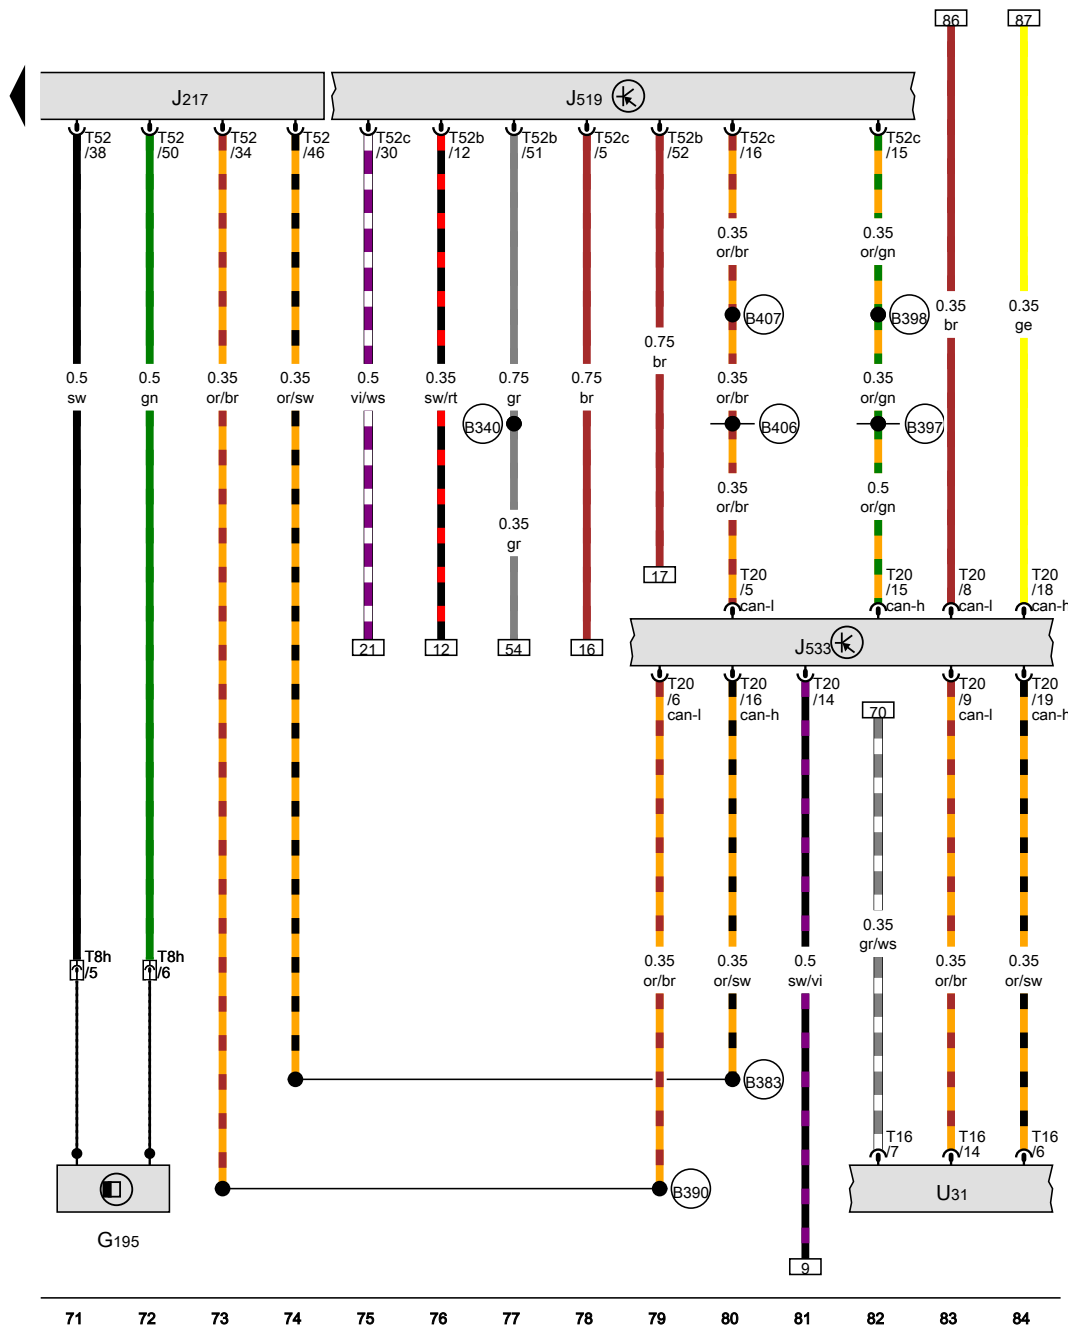 86
87
J217
J519
T52
/38
T52
/50
T52
/34
T52
/46
T52c
/30
T52b
/12
T52b
/51
T52c
/5
T52b
/52
T52c
/16
T52c
/15
0.35
or/br
0.35
or/gn
B407
B398
0.35
br
0.35
ge
0.75
br
0.5
sw
0.5
gn
0.35
or/br
0.35
or/sw
0.5
vi/ws
0.35
sw/rt
0.75
gr
0.75
br
0.35
or/br
0.35
or/gn
B340
B406
B397
0.35
gr
0.35
or/br
0.5
or/gn
17
T20
/5
can-l
T20
/15
can-h
T20
/8
can-l
T20
/18
can-h
21
12
54
16
J533
T20
/6
can-l
T20
/16
can-h
T20
/14
70
T20
/9
can-l
T20
/19
can-h
0.35
gr/ws
T8h
/5
T8h
/6
0.35
or/br
0.35
or/sw
0.5
sw/vi
0.35
or/br
0.35
or/sw
B383
T16
/7
T16
/14
T16
/6
B390
U31
G195
9
71 72 73 74 75 76 77 78 79 80 81 82 83 84